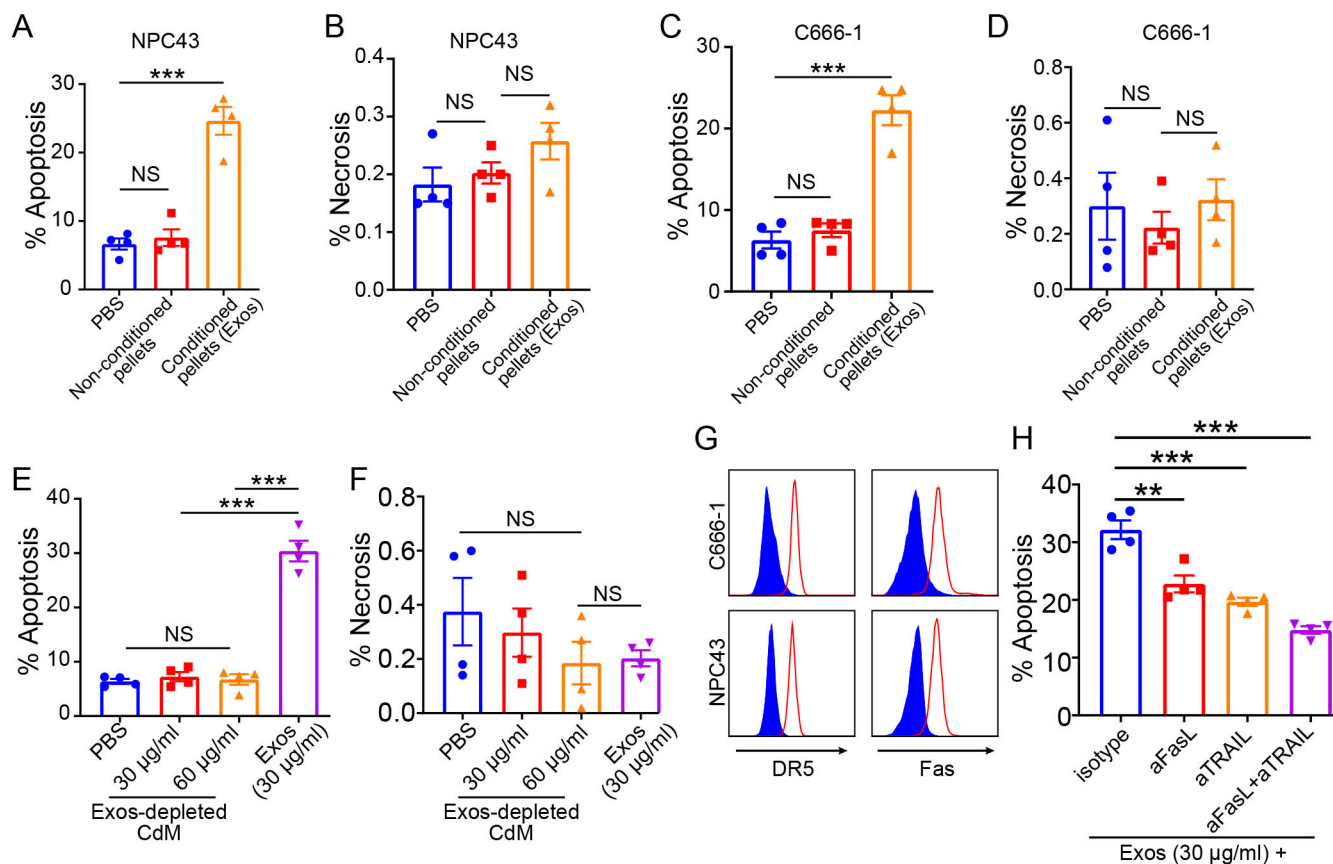 A
NPC43
% Apoptosis
30
20
10
0
***
NS
PBS
Non-conditioned
pellets
Conditioned
pellets (Exos)
B
NPC43
% Necrosis
0.4
0.3
0.2
0.1
0.0
NS
NS
PBS
Non-conditioned
pellets
Conditioned
pellets (Exos)
C
C666-1
% Apoptosis
30
20
10
0
***
NS
PBS
Non-conditioned
pellets
Conditioned
pellets (Exos)
D
C666-1
% Necrosis
0.8
0.6
0.4
0.2
0.0
NS
NS
PBS
Non-conditioned
pellets
Conditioned
pellets (Exos)
E
% Apoptosis
40
30
20
10
0
***
***
NS
PBS
30 µg/ml
60 µg/ml
Exos
(30 µg/ml)
Exos-depleted
CdM
F
% Necrosis
0.8
0.6
0.4
0.2
0.0
NS
NS
PBS
30 µg/ml
60 µg/ml
Exos
(30 µg/ml)
Exos-depleted
CdM
G
C666-1
NPC43
DR5
Fas
H
% Apoptosis
40
30
20
10
0
***
***
**
isotype
aFasL
aTRAIL
aFasL+aTRAIL
Exos (30 µg/ml) +